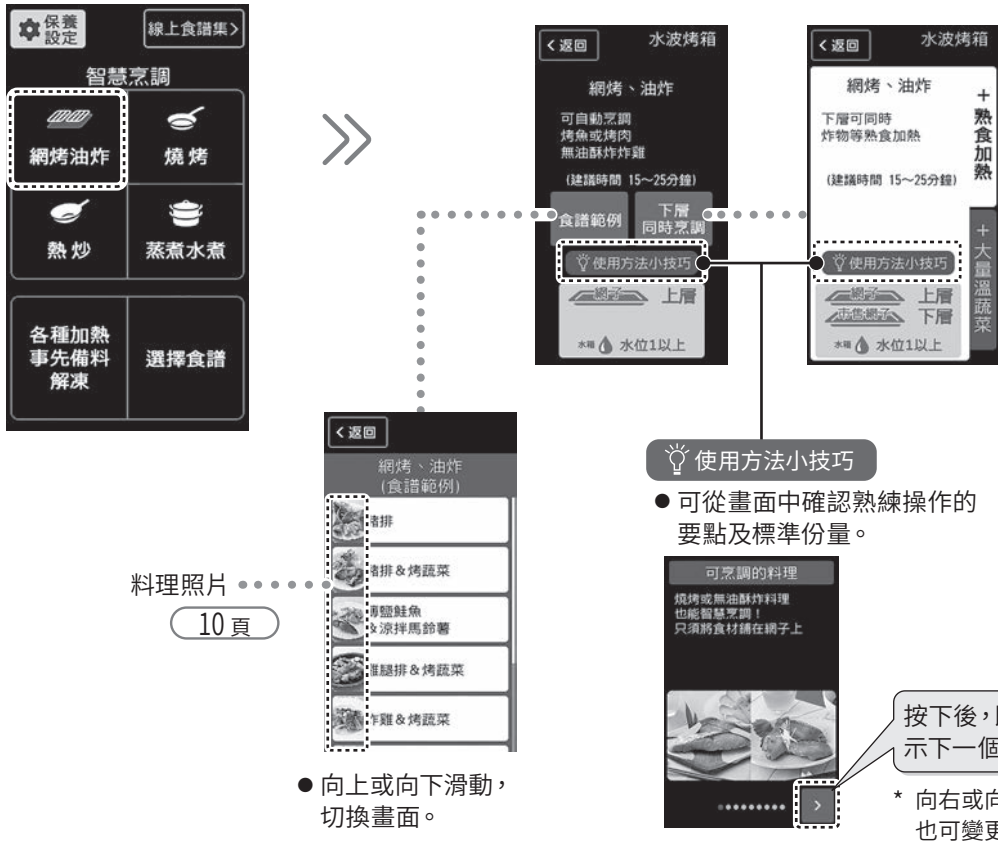 保養
設定
線上食譜集>
智慧烹調
網烤油炸
燒烤
熱炒
蒸煮水煮
各種加熱
事先備料
解凍
選擇食譜
<返回
水波烤箱
網烤、油炸
可自動烹調
烤魚或烤肉
無油酥炸炸雞
(建議時間 15~25分鐘)
食譜範例
下層
同時烹調
使用方法小技巧
網子 上層
水箱 水位1以上
<返回
水波烤箱
網烤、油炸
下層可同時
炸物等熟食加熱
(建議時間 15~25分鐘)
+熟食加熱
+大量溫蔬菜
使用方法小技巧
網子 上層
市售網子 下層
水箱 水位1以上
<返回
網烤、油炸
(食譜範例)
豬排
豬排&烤蔬菜
薄鹽鮭魚
&涼拌馬鈴薯
雞腿排&烤蔬菜
炸雞&烤蔬菜
料理照片
10頁
●向上或向下滑動,
切換畫面。
使用方法小技巧
●可從畫面中確認熟練操作的
要點及標準份量。
可烹調的料理
燒烤或無油酥炸料理
也能智慧烹調!
只須將食材鋪在網子上
>
按下後,
示下一個
* 向右或向
也可變更